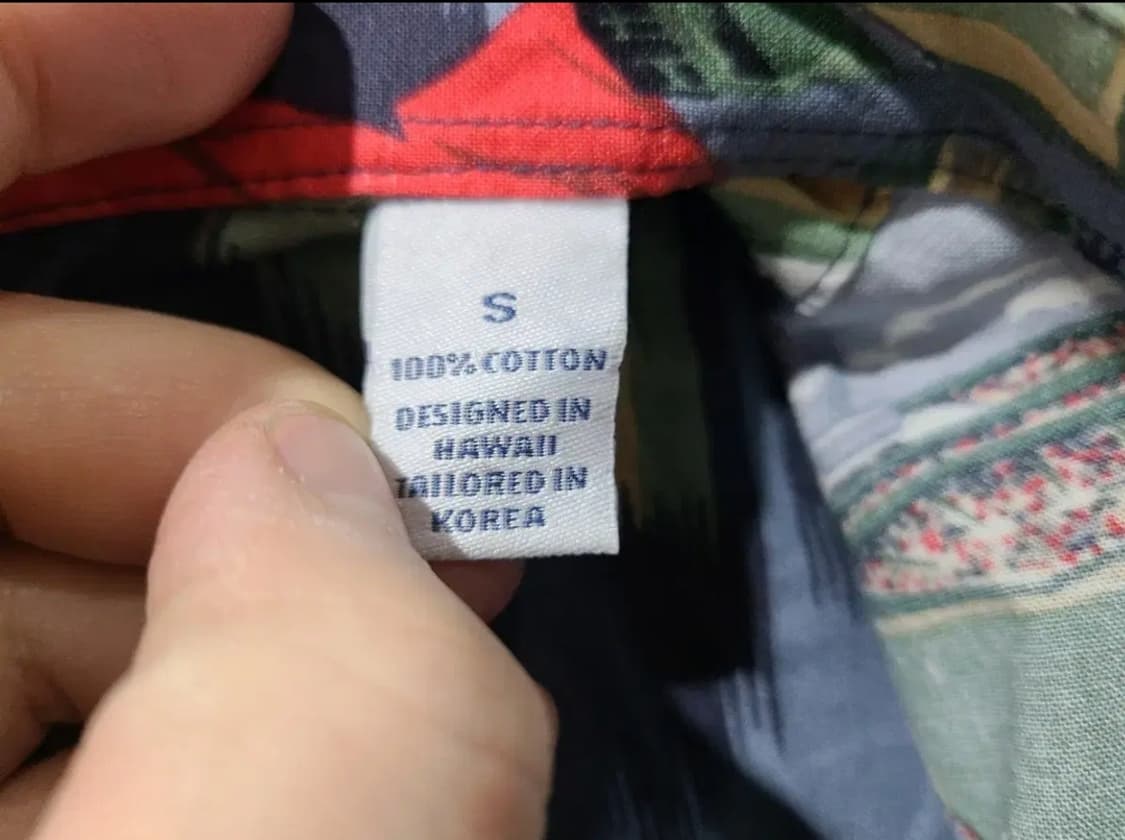 S
100% COTTON
DESIGNED IN
HAWAII
TAILORED IN
KOREA